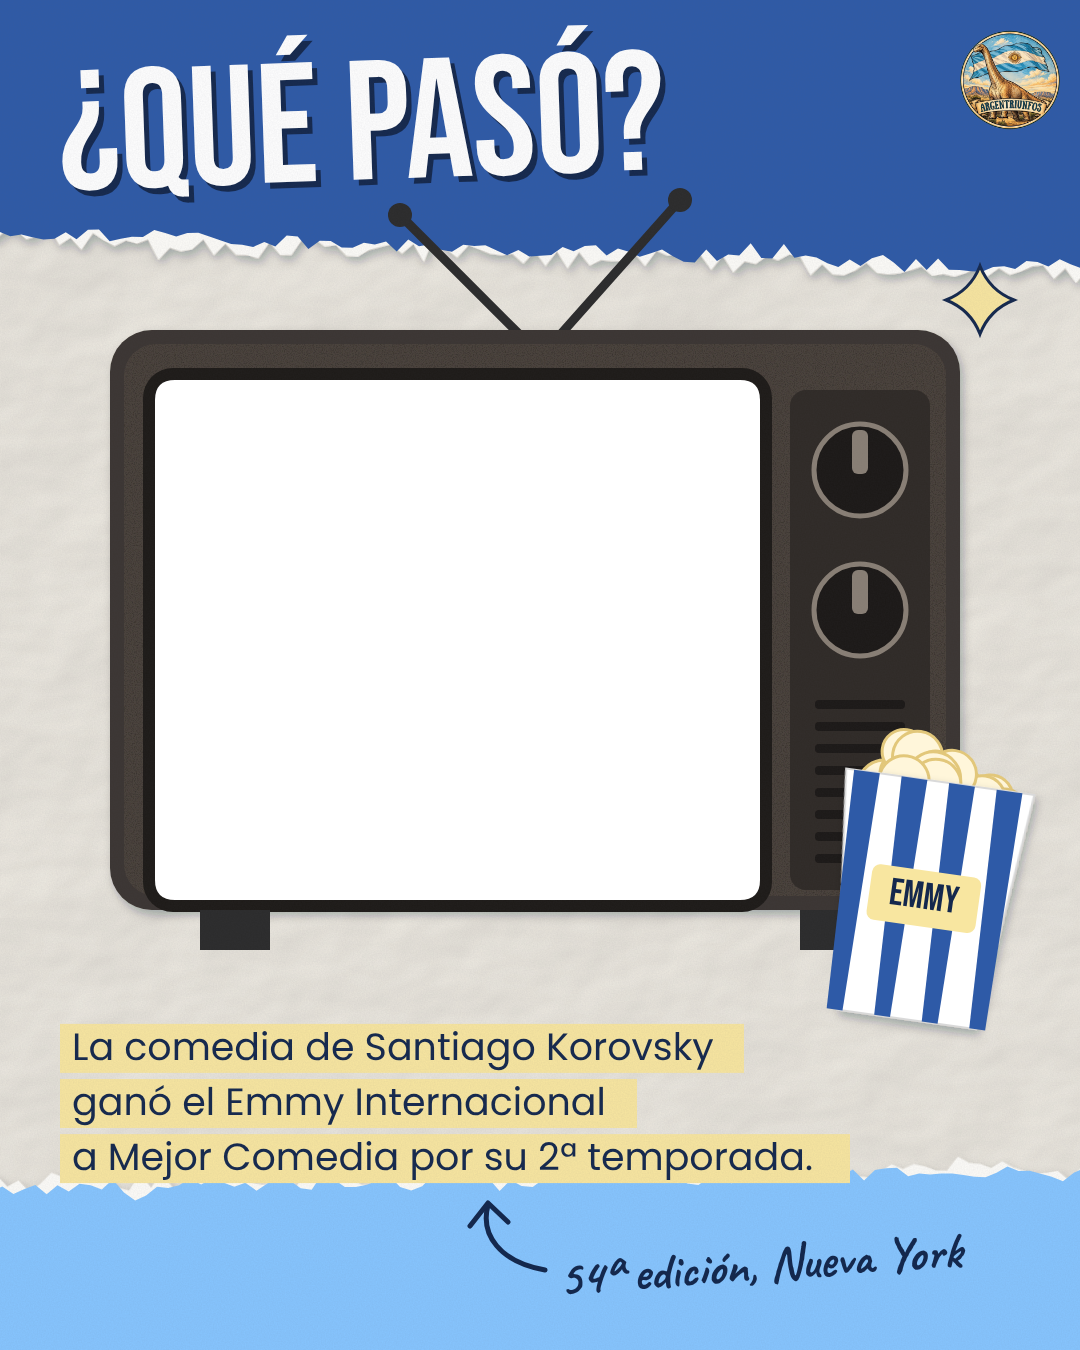 ¿QUÉ PASÓ?
ARGENTRIUNFOS
EMMY
La comedia de Santiago Korovsky
ganó el Emmy Internacional
a Mejor Comedia por su 2ª temporada.
54ª edición, Nueva York